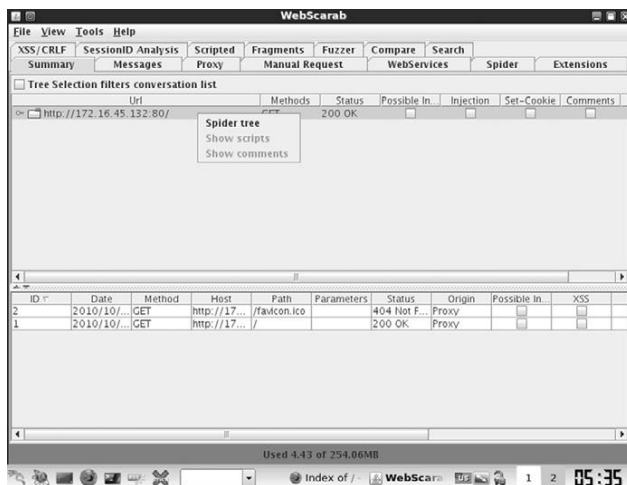 WebScarab
File View Tools Help
XSS/CRLF SessionID Analysis Scripted Fragments Fuzzer Compare Search
Summary Messages Proxy Manual Request WebServices Spider Extensions
Tree Selection filters conversation list
Url Methods Status Possible In... Injection Set-Cookie Comments
http://172.16.45.132:80/ GET 200 OK
Spider tree
Show scripts
Show comments
ID Date Method Host Path Parameters Status Origin Possible In... XSS
2 2010/10/... GET http://17... /favicon.ico 404 Not F... Proxy
1 2010/10/... GET http://17... / 200 OK Proxy
Used 4.43 of 254.06MB
Index of / - WebScara US 1 2 05:35